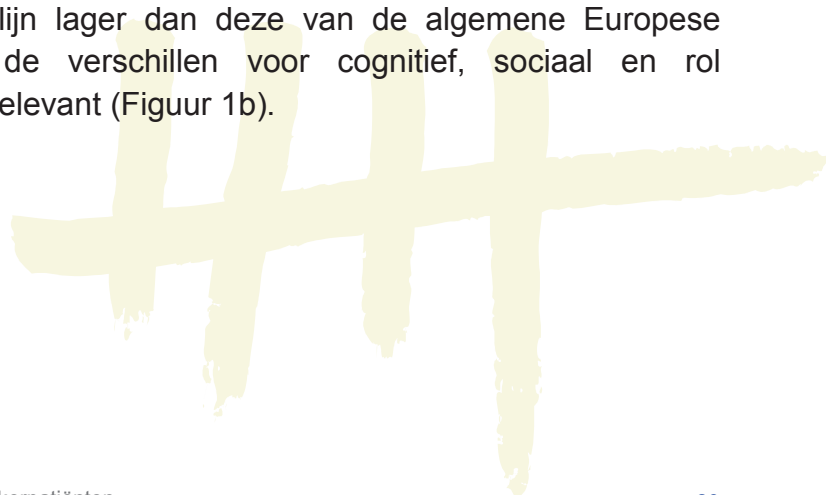 lijn lager dan deze van de algemene Europese
de verschillen voor cognitief, sociaal en rol
elevant (Figuur 1b).